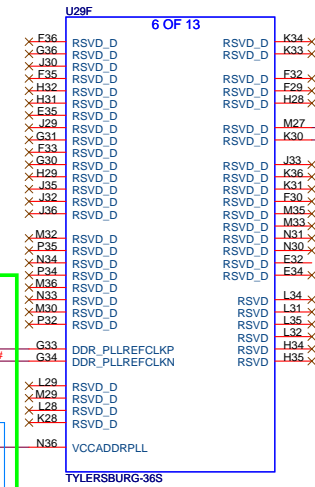 U29F
6 OF 13
F36 RSVD_D RSVD_D K34
G36 RSVD_D RSVD_D K33
J30 RSVD_D
F35 RSVD_D RSVD_D F32
H32 RSVD_D RSVD_D F29
H31 RSVD_D RSVD_D H28
E35 RSVD_D
J29 RSVD_D RSVD_D M27
G31 RSVD_D RSVD_D K30
F33 RSVD_D
G30 RSVD_D RSVD_D J33
H29 RSVD_D RSVD_D K36
J35 RSVD_D RSVD_D K31
J32 RSVD_D RSVD_D F30
J36 RSVD_D RSVD_D M35
RSVD_D M33
M32 RSVD_D RSVD_D N31
P35 RSVD_D RSVD_D N30
N34 RSVD_D RSVD_D E32
P34 RSVD_D RSVD_D E34
M36 RSVD_D
N33 RSVD_D RSVD L34
M30 RSVD_D RSVD L31
P32 RSVD_D RSVD L35
RSVD L32
G33 DDR_PLLREFCLKP RSVD H34
G34 DDR_PLLREFCLKN RSVD H35
L29 RSVD_D
M29 RSVD_D
L28 RSVD_D
K28 RSVD_D
N36 VCCADDRPLL
TYLERSBURG-36S